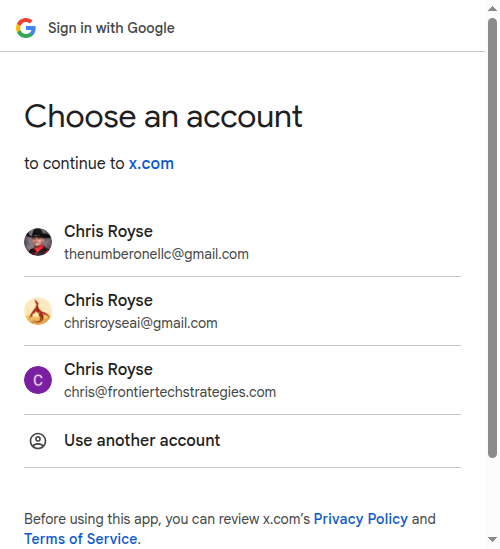 Sign in with Google
Choose an account
to continue to x.com
Chris Royse
thenumberonellc@gmail.com
Chris Royse
chrisroyseai@gmail.com
C
Chris Royse
chris@frontiertechstrategies.com
Use another account
Before using this app, you can review x.com’s Privacy Policy and
Terms of Service.